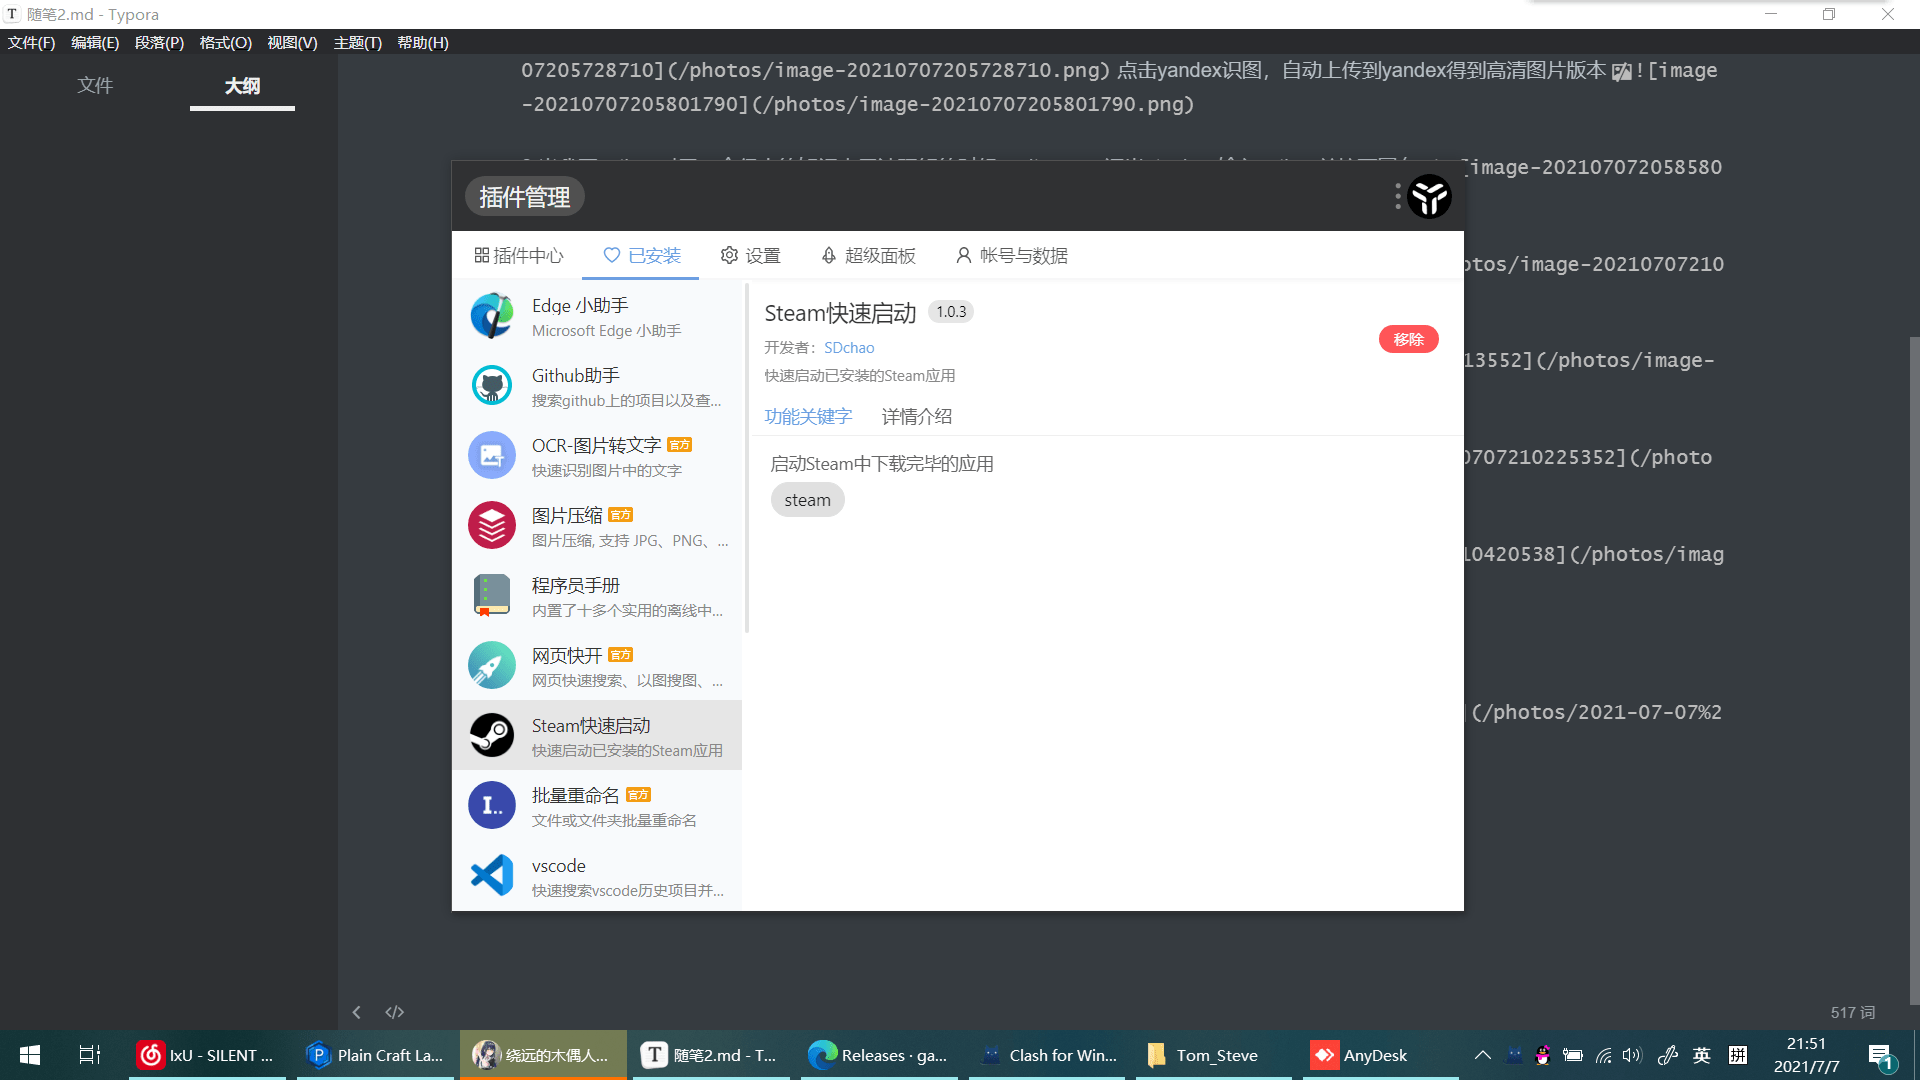 随笔2.md - Typora
文件(F) 编辑(E) 段落(P) 格式(O) 视图(V) 主题(T) 帮助(H)
文件 大纲
07205728710](/photos/image-20210707205728710.png) 点击yandex识图，自动上传到yandex得到高清图片版本 ![image
-20210707205801790](/photos/image-20210707205801790.png)
image-202107072058580
otos/image-20210707210
13552](/photos/image-
0707210225352](/photo
10420538](/photos/imag
](/photos/2021-07-07%2
插件管理
插件中心 已安装 设置 超级面板 帐号与数据
Edge 小助手
Microsoft Edge 小助手
Github助手
搜索github上的项目以及查...
OCR-图片转文字 官方
快速识别图片中的文字
图片压缩 官方
图片压缩, 支持 JPG、PNG、...
程序员手册
内置了十多个实用的离线中...
网页快开 官方
网页快速搜索、以图搜图、...
Steam快速启动
快速启动已安装的Steam应用
批量重命名 官方
文件或文件夹批量重命名
vscode
快速搜索vscode历史项目并...
Steam快速启动 1.0.3
开发者：SDchao
快速启动已安装的Steam应用
移除
功能关键字 详情介绍
启动Steam中下载完毕的应用
steam
517 词
IxU - SILENT ... Plain Craft La... 绕远的木偶人... 随笔2.md - T... Releases · ga... Clash for Win... Tom_Steve AnyDesk 英 拼
21:51
2021/7/7
1